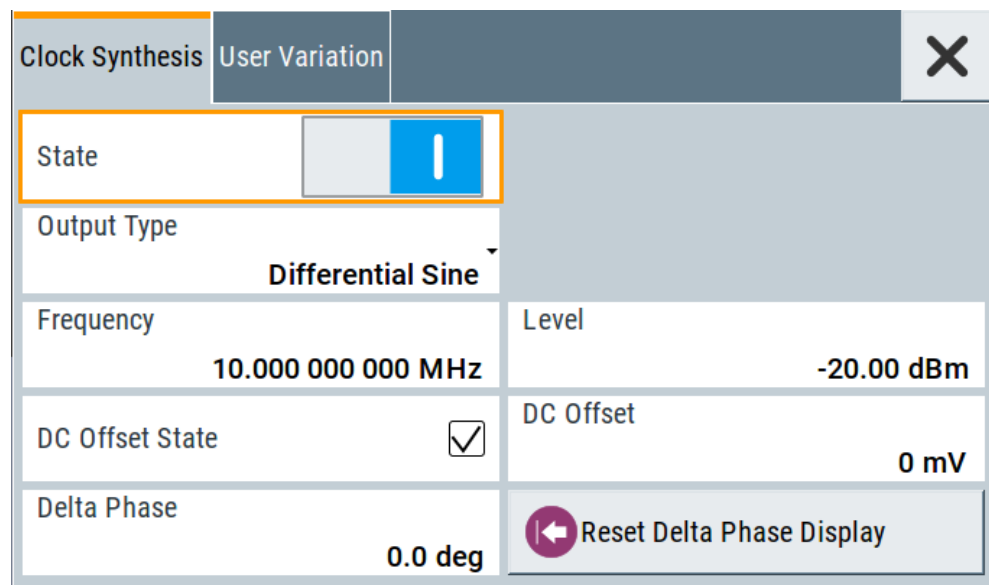 Clock Synthesis
User Variation
State
Output Type
Differential Sine
Frequency
10.000 000 000 MHz
Level
-20.00 dBm
DC Offset State
DC Offset
0 mV
Delta Phase
0.0 deg
Reset Delta Phase Display